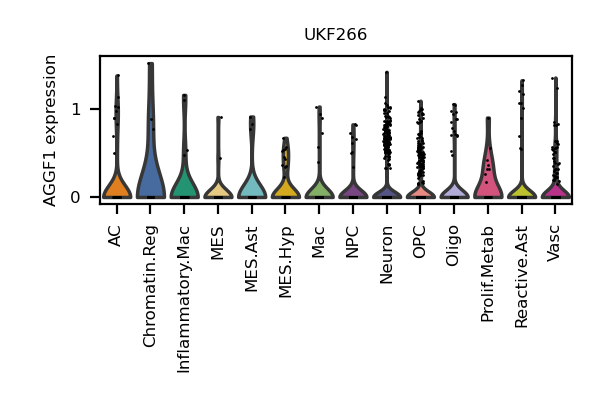 UKF266
AGGF1 expression
1
0
AC
Chromatin.Reg
Inflammatory.Mac
MES
MES.Ast
MES.Hyp
Mac
NPC
Neuron
OPC
Oligo
Prolif.Metab
Reactive.Ast
Vasc